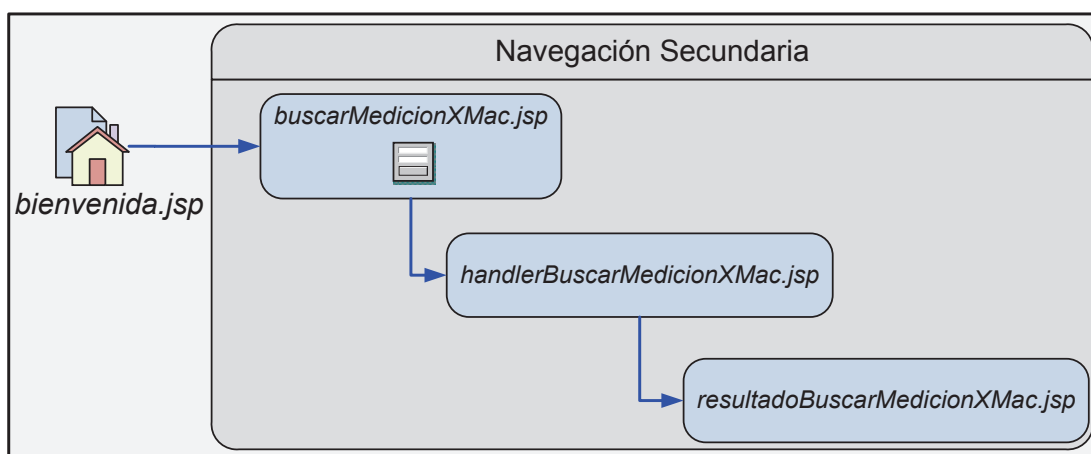 Navegación Secundaria
buscarMedicionXMac.jsp
bienvenida.jsp
handlerBuscarMedicionXMac.jsp
resultadoBuscarMedicionXMac.jsp